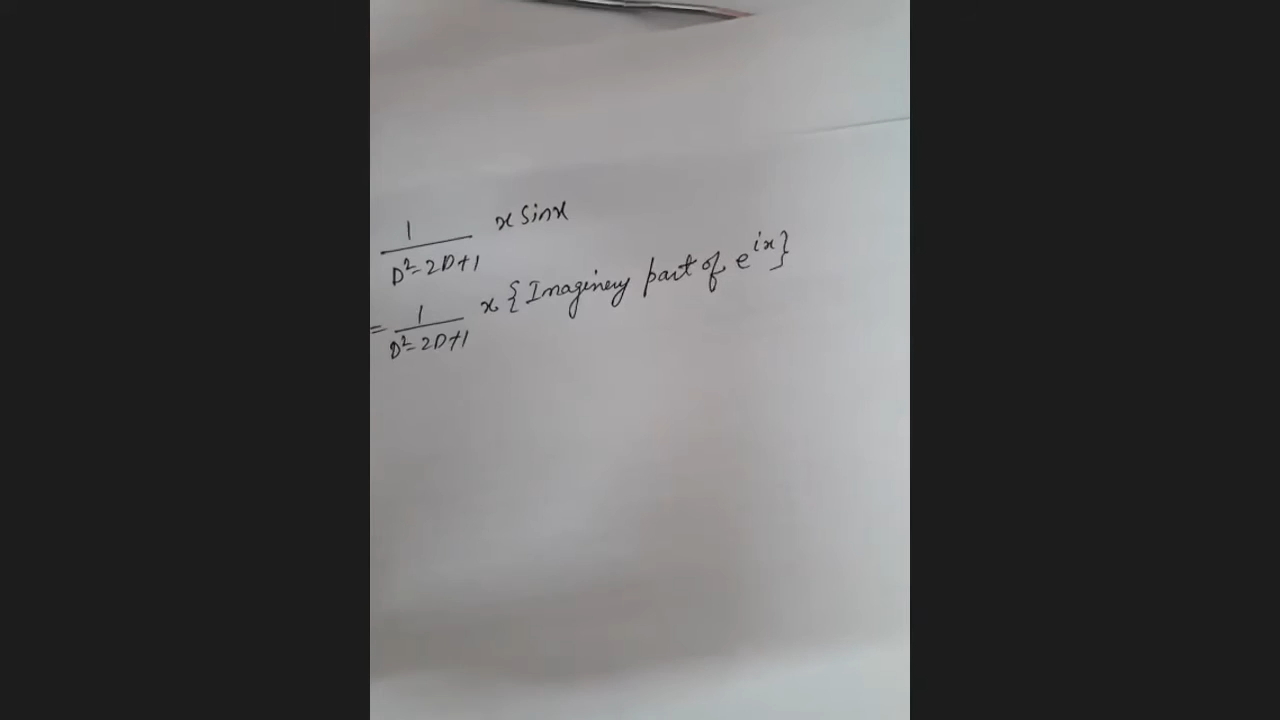 1/(D²-2D+1) x Sinx
= 1/(D²-2D+1) x {Imaginery part of e^{ix}}